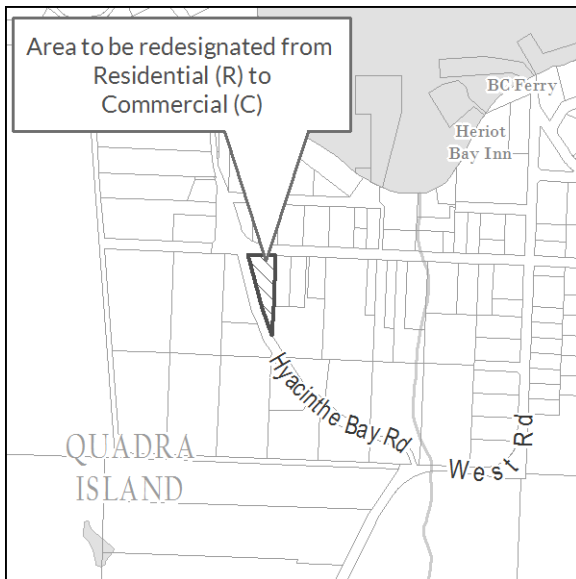 Area to be redesignated from
Residential (R) to
Commercial (C)
BC Ferry
Heriot
Bay Inn
Hyacinthe Bay Rd
West Rd
QUADRA
ISLAND